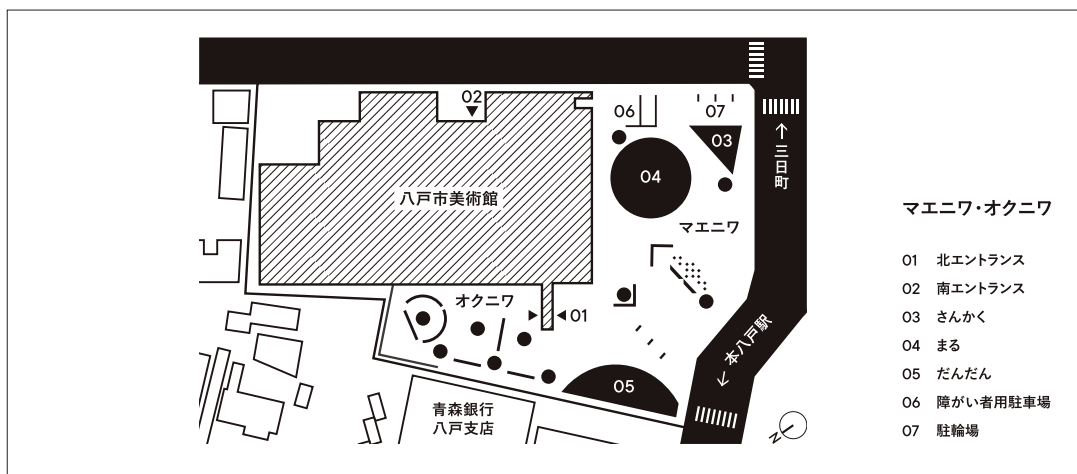 02
06
07
03
04
↑三日町
八戸市美術館
マエニワ
オクニワ
01
←本八戸駅
05
青森銀行
八戸支店
N
マエニワ・オクニワ
01 北エントランス
02 南エントランス
03 さんかく
04 まる
05 だんだん
06 障がい者用駐車場
07 駐輪場